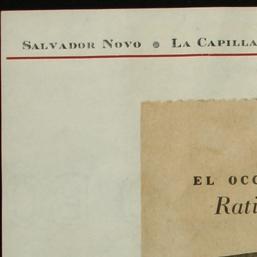 SALVADOR NOVO ● LA CAPILLA
EL OCC
Rati